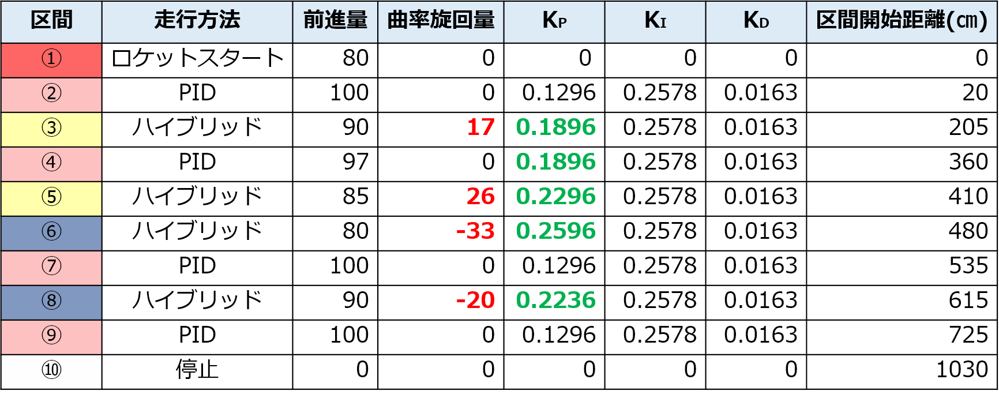 区間 走行方法 前進量 曲率旋回量 KP KI KD 区間開始距離(㎝)
① ロケットスタート 80 0 0 0 0 0
② PID 100 0 0.1296 0.2578 0.0163 20
③ ハイブリッド 90 17 0.1896 0.2578 0.0163 205
④ PID 97 0 0.1896 0.2578 0.0163 360
⑤ ハイブリッド 85 26 0.2296 0.2578 0.0163 410
⑥ ハイブリッド 80 -33 0.2596 0.2578 0.0163 480
⑦ PID 100 0 0.1296 0.2578 0.0163 535
⑧ ハイブリッド 90 -20 0.2236 0.2578 0.0163 615
⑨ PID 100 0 0.1296 0.2578 0.0163 725
⑩ 停止 0 0 0 0 0 1030